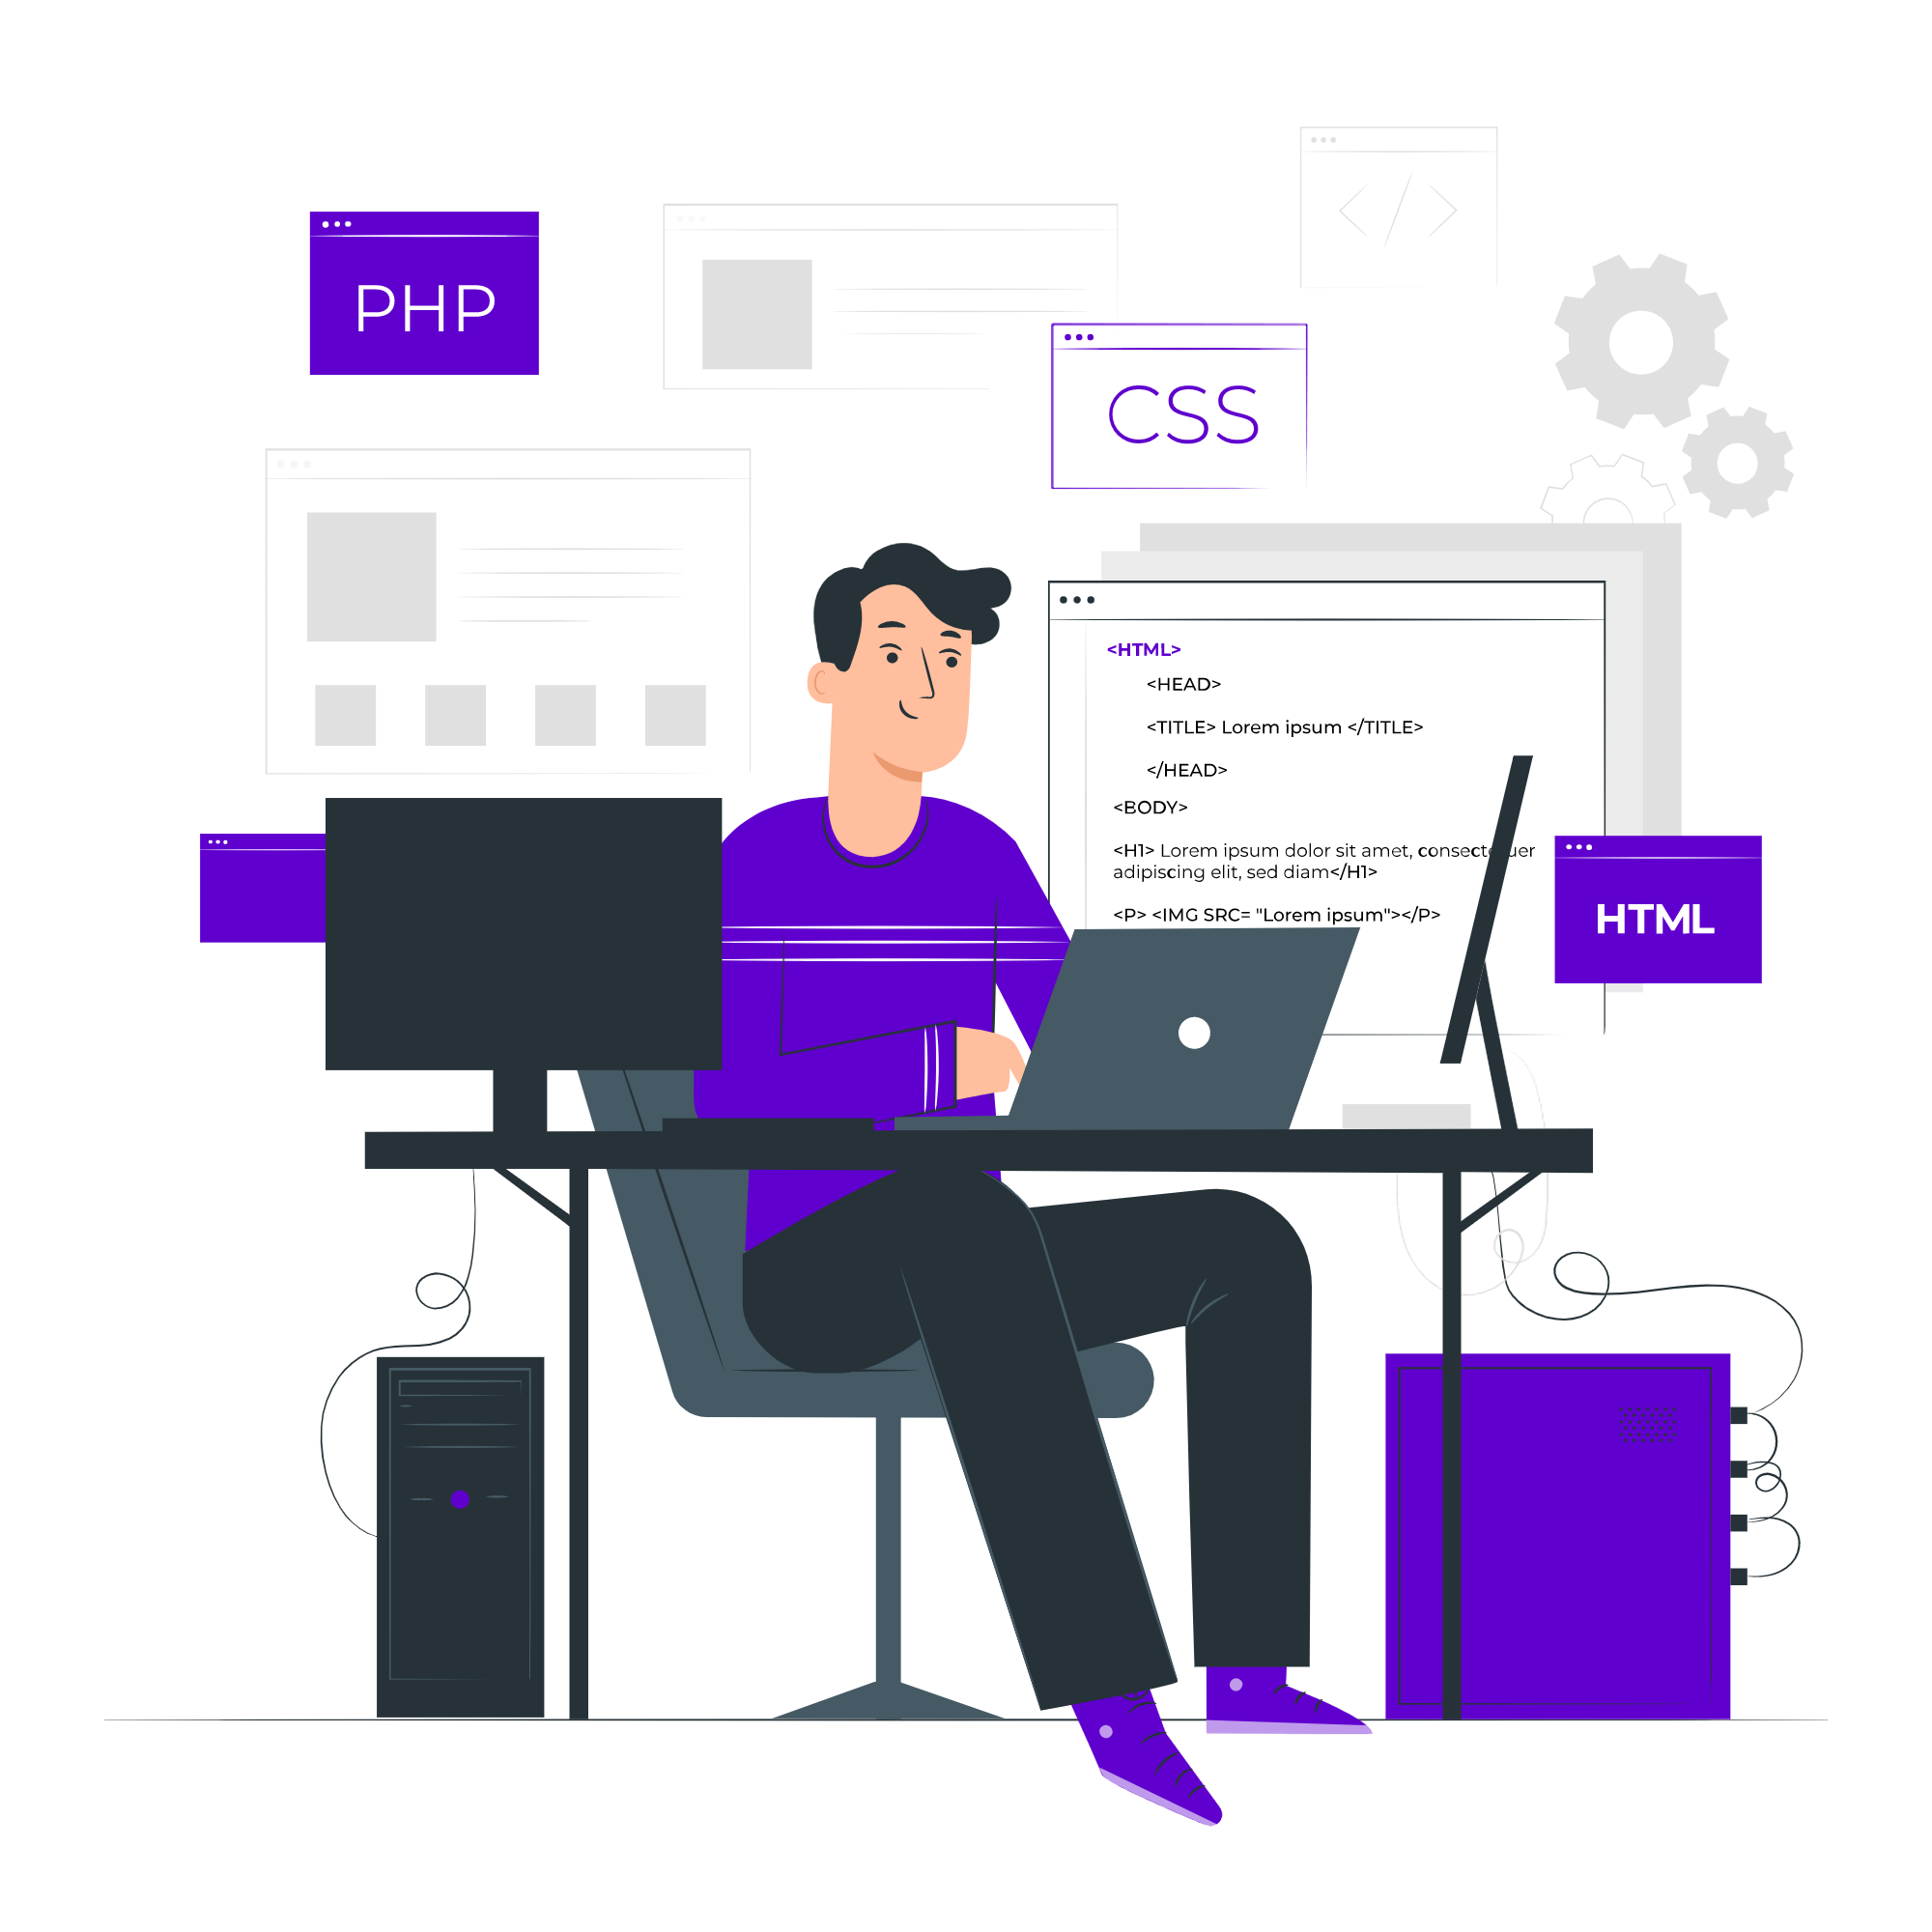 PHP
CSS
<HTML>
<HEAD>
<TITLE> Lorem ipsum </TITLE>
</HEAD>
<BODY>
<H1> Lorem ipsum dolor sit amet, uer
adipiscing elit, sed diam</H1>
<P> <IMG SRC= "Lorem ipsum"></P>
HTML